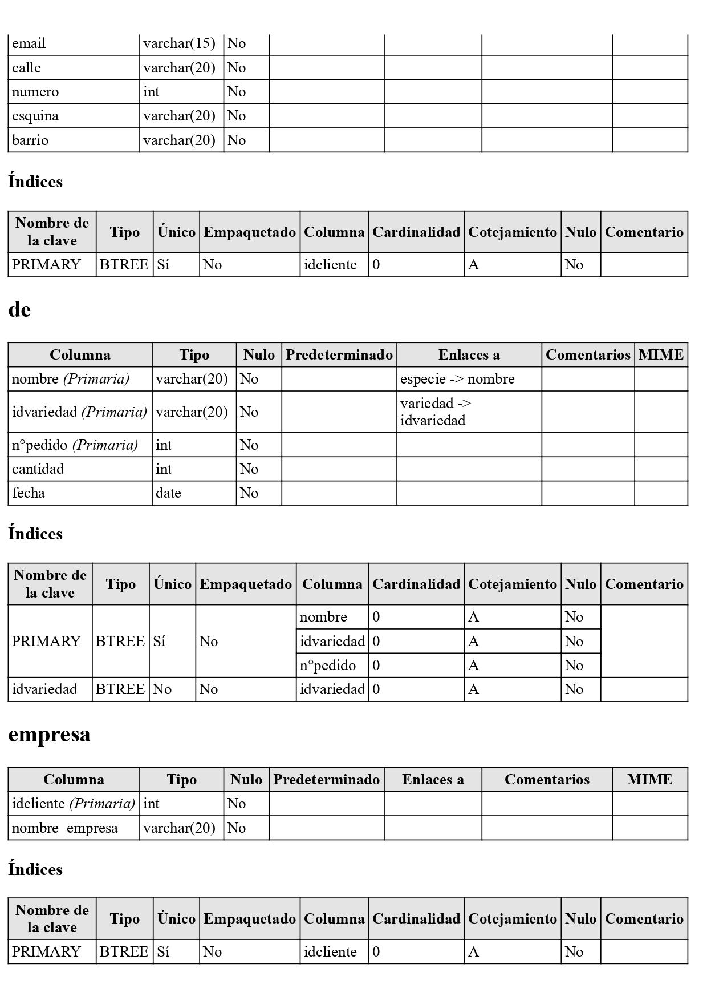 email varchar(15) No
calle varchar(20) No
numero int No
esquina varchar(20) No
barrio varchar(20) No
Índices
Nombre de la clave Tipo Único Empaquetado Columna Cardinalidad Cotejamiento Nulo Comentario
PRIMARY BTREE Sí No idcliente 0 A No
de
Columna Tipo Nulo Predeterminado Enlaces a Comentarios MIME
nombre (Primaria) varchar(20) No especie -> nombre
idvariedad (Primaria) varchar(20) No variedad -> idvariedad
n°pedido (Primaria) int No
cantidad int No
fecha date No
Índices
Nombre de la clave Tipo Único Empaquetado Columna Cardinalidad Cotejamiento Nulo Comentario
PRIMARY BTREE Sí No nombre 0 A No
idvariedad 0 A No
n°pedido 0 A No
idvariedad BTREE No No idvariedad 0 A No
empresa
Columna Tipo Nulo Predeterminado Enlaces a Comentarios MIME
idcliente (Primaria) int No
nombre_empresa varchar(20) No
Índices
Nombre de la clave Tipo Único Empaquetado Columna Cardinalidad Cotejamiento Nulo Comentario
PRIMARY BTREE Sí No idcliente 0 A No